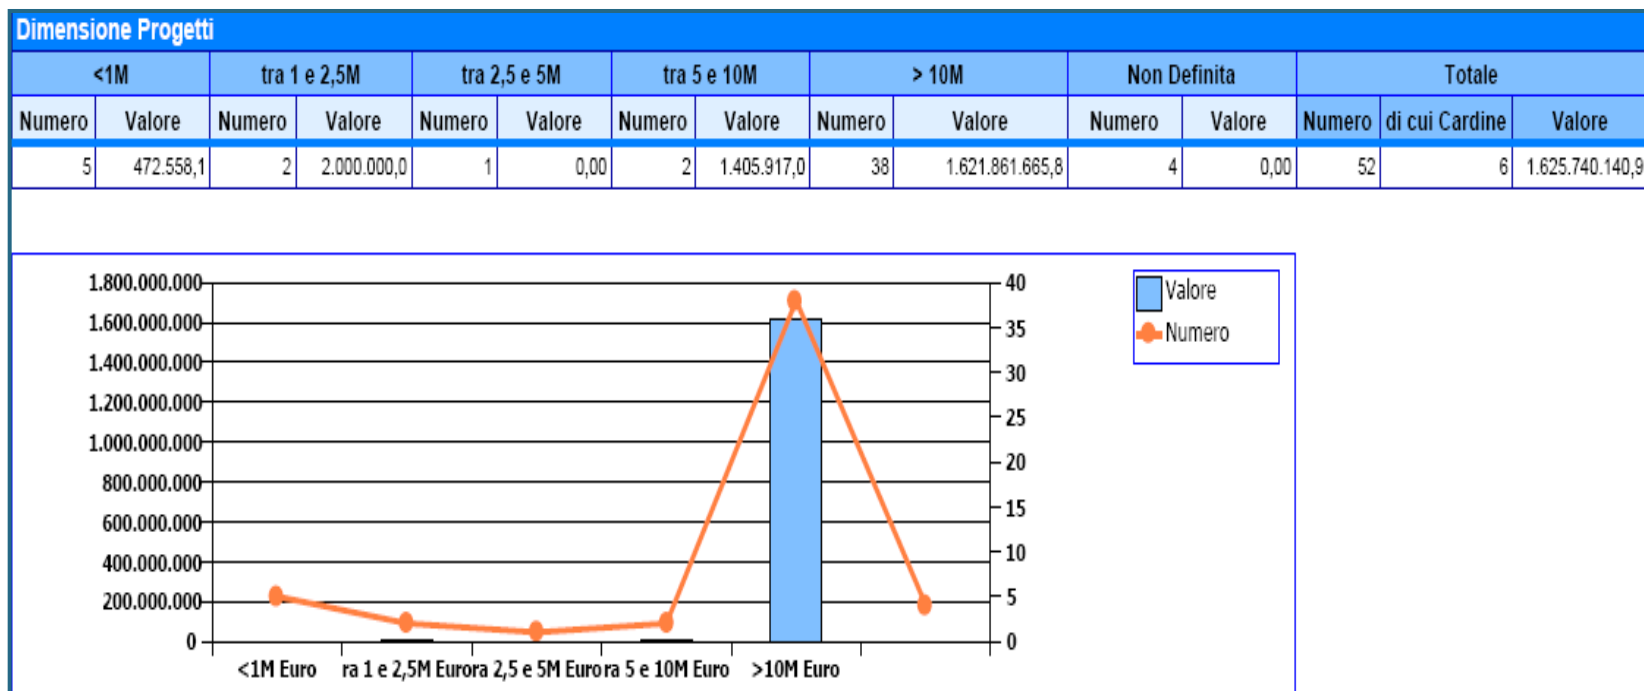 Dimensione Progetti
<1M tra 1 e 2,5M tra 2,5 e 5M tra 5 e 10M > 10M Non Definita Totale
Numero Valore Numero Valore Numero Valore Numero Valore Numero Valore Numero Valore Numero di cui Cardine Valore
5 472.558,1 2 2.000.000,0 1 0,00 2 1.405.917,0 38 1.621.861.665,8 4 0,00 52 6 1.625.740.140,9
1.800.000.000 40
1.600.000.000 35
1.400.000.000 30
1.200.000.000 25
1.000.000.000 20
800.000.000 15
600.000.000 10
400.000.000 5
200.000.000 0
0
Valore
Numero
<1M Euro ra 1 e 2,5M Euro ra 2,5 e 5M Euro ra 5 e 10M Euro >10M Euro